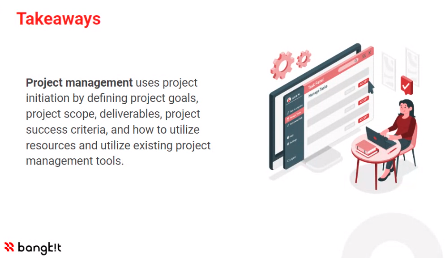 Takeaways
Project management uses project
initiation by defining project goals,
project scope, deliverables, project
success criteria, and how to utilize
resources and utilize existing project
management tools.
bangk!t